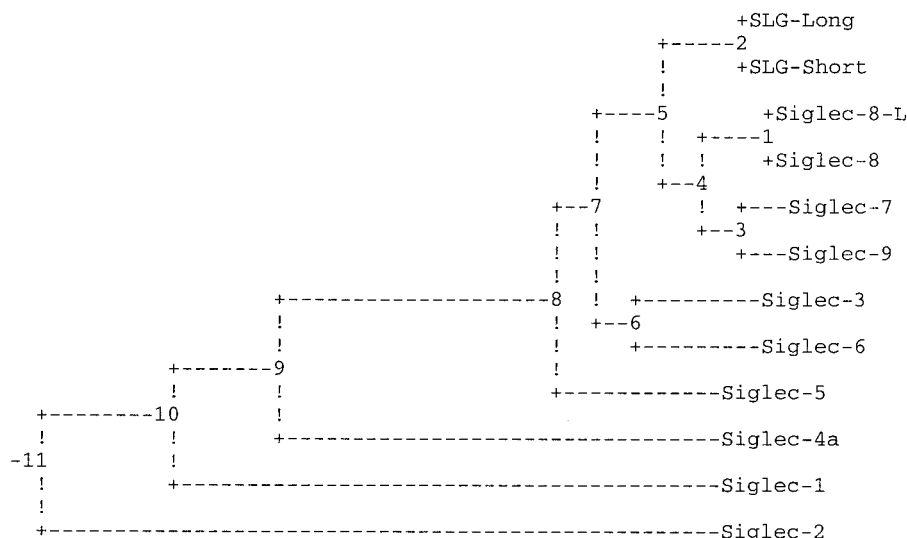 +SLG-Long
+-----2
! +SLG-Short
!
+----5 +Siglec-8-L
! ! +----1
! ! ! +Siglec-8
! +--4
+--7 ! +---Siglec-7
! ! +--3
! ! +---Siglec-9
! !
+-------------------8 ! +---------Siglec-3
! ! +--6
! ! +---------Siglec-6
! !
+-------9 +------------Siglec-5
! !
+--------10 +--------------------------------Siglec-4a
! !
-11 +-----------------------------------------Siglec-1
!
+---------------------------------------------------Siglec-2